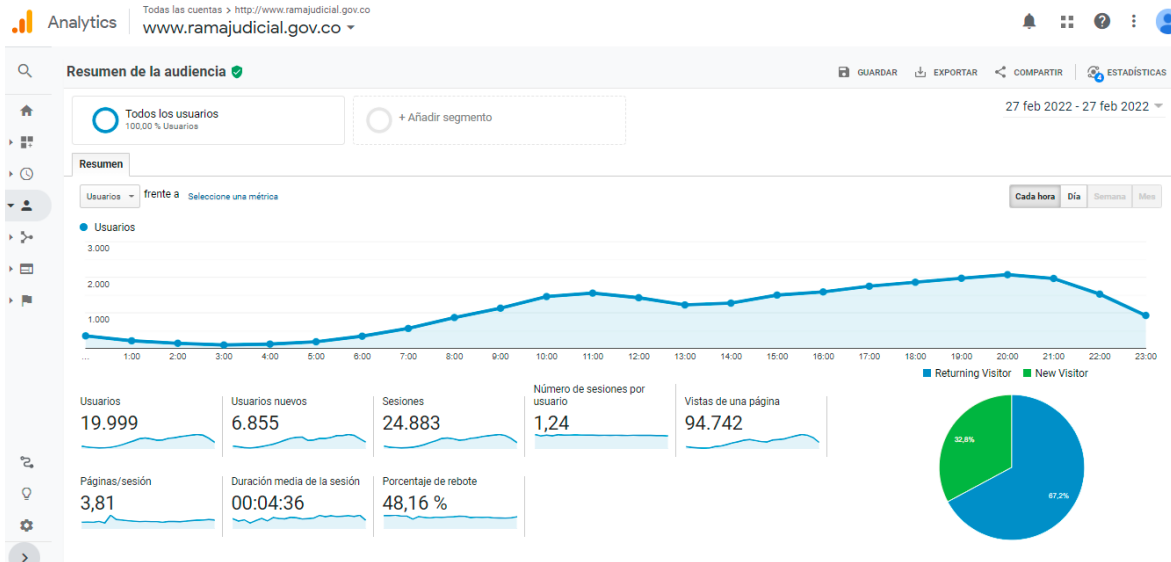 Analytics
Todas las cuentas > http://www.ramajudicial.gov.co
www.ramajudicial.gov.co
Resumen de la audiencia
GUARDAR
EXPORTAR
COMPARTIR
4
ESTADÍSTICAS
Todos los usuarios
100,00 % Usuarios
+ Añadir segmento
27 feb 2022 - 27 feb 2022
Resumen
Usuarios
frente a
Seleccione una métrica
Cada hora
Día
Semana
Mes
Usuarios
3.000
2.000
1.000
...
1:00
2:00
3:00
4:00
5:00
6:00
7:00
8:00
9:00
10:00
11:00
12:00
13:00
14:00
15:00
16:00
17:00
18:00
19:00
20:00
21:00
22:00
23:00
Returning Visitor
New Visitor
Usuarios
19.999
Usuarios nuevos
6.855
Sesiones
24.883
Número de sesiones por
usuario
1,24
Vistas de una página
94.742
32,8%
67,2%
Páginas/sesión
3,81
Duración media de la sesión
00:04:36
Porcentaje de rebote
48,16 %